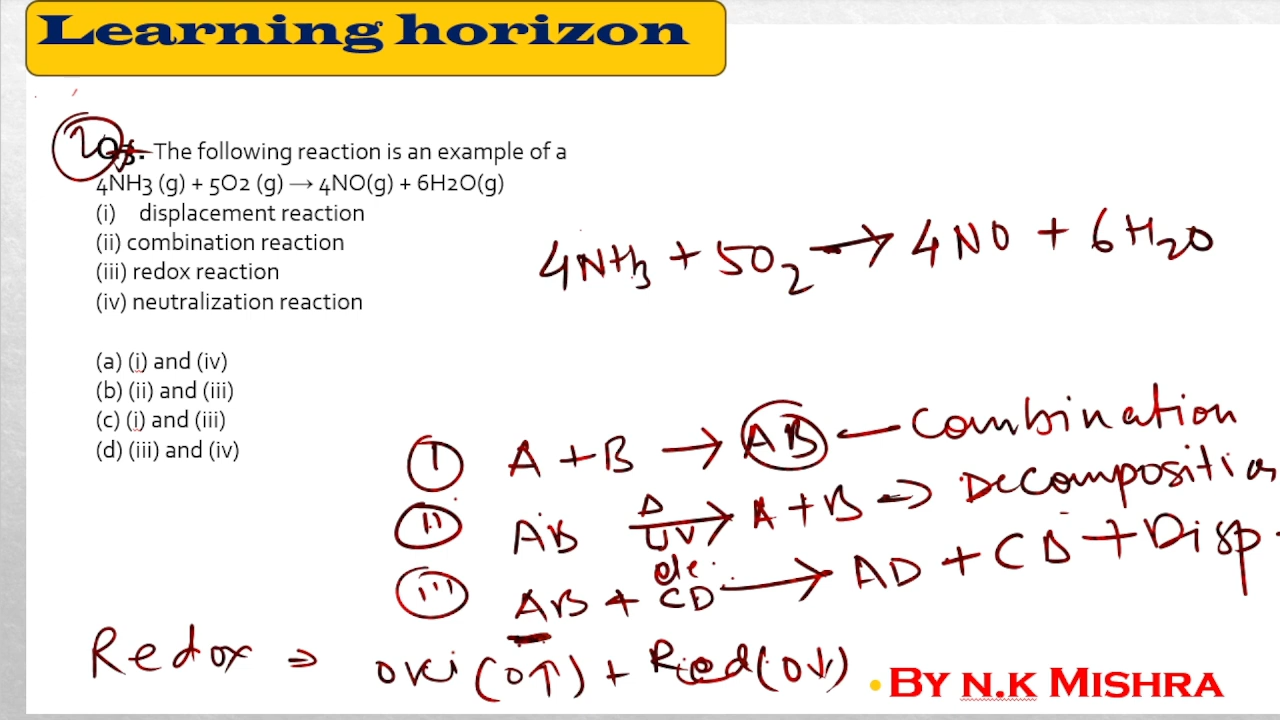 Learning horizon
20 The following reaction is an example of a
4NH3 (g) + 5O2 (g) → 4NO(g) + 6H2O(g)
(i) displacement reaction
(ii) combination reaction
(iii) redox reaction
(iv) neutralization reaction
4NH3 + 5O2 → 4NO + 6H2O
(a) (i) and (iv)
(b) (ii) and (iii)
(c) (i) and (iii)
(d) (iii) and (iv)
(I) A + B → AB — Combination
(II) AB Δ UV → A + B → Decompositio
(III) AB + CD → AD + CB + Disp
Redox ⇒ oxi (O↑) + Red (O↓)
• By N.K Mishra